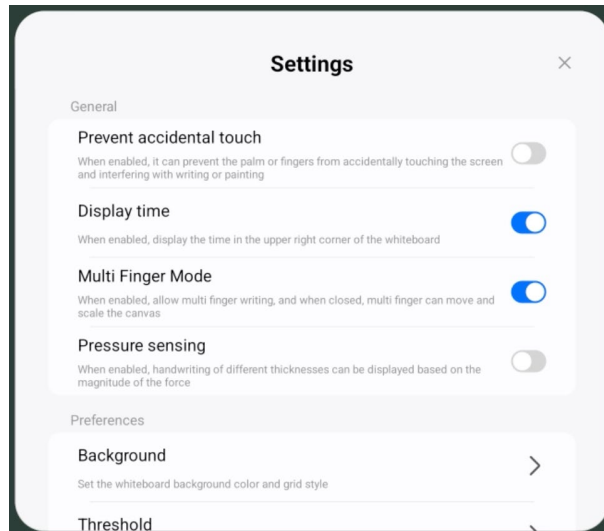 Settings
General
Prevent accidental touch
When enabled, it can prevent the palm or fingers from accidentally touching the screen
and interfering with writing or painting
Display time
When enabled, display the time in the upper right corner of the whiteboard
Multi Finger Mode
When enabled, allow multi finger writing, and when closed, multi finger can move and
scale the canvas
Pressure sensing
When enabled, handwriting of different thicknesses can be displayed based on the
magnitude of the force
Preferences
Background
Set the whiteboard background color and grid style
Threshold